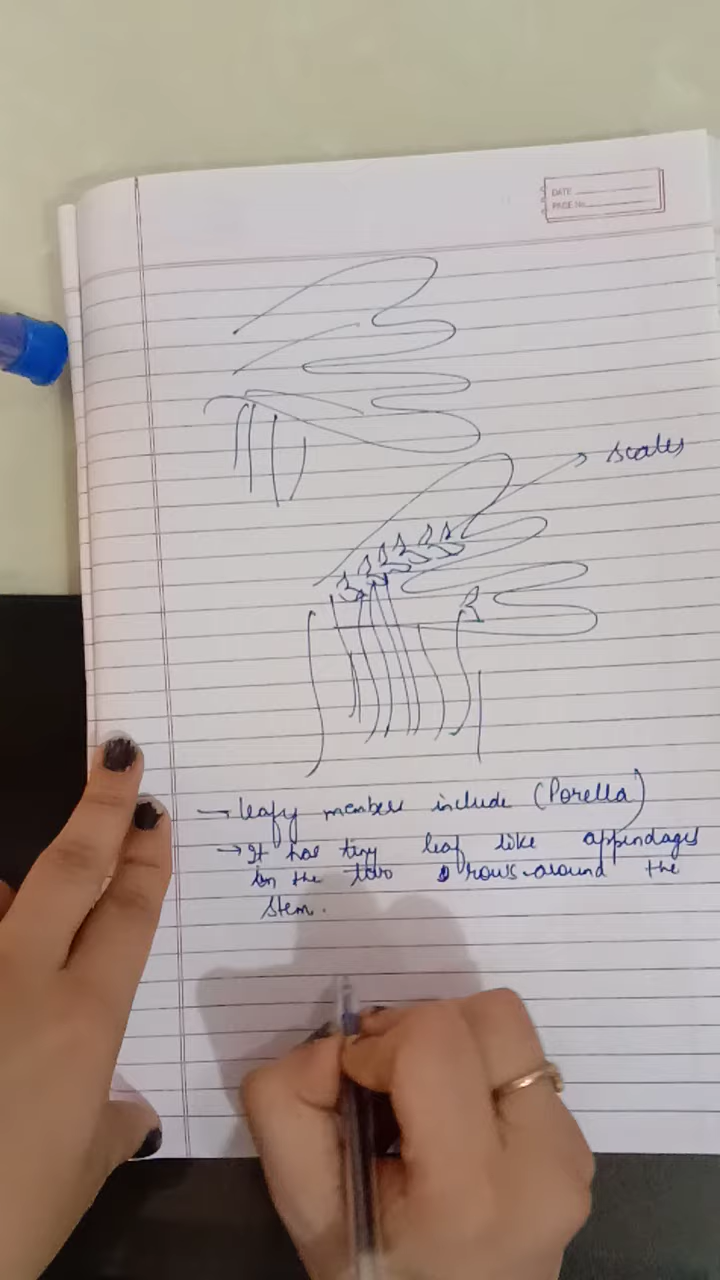 DATE
PAGE No.
scales
→ leafy member include (Porella)
→ It has tiny leaf like appendages
in the two rows around the
stem.